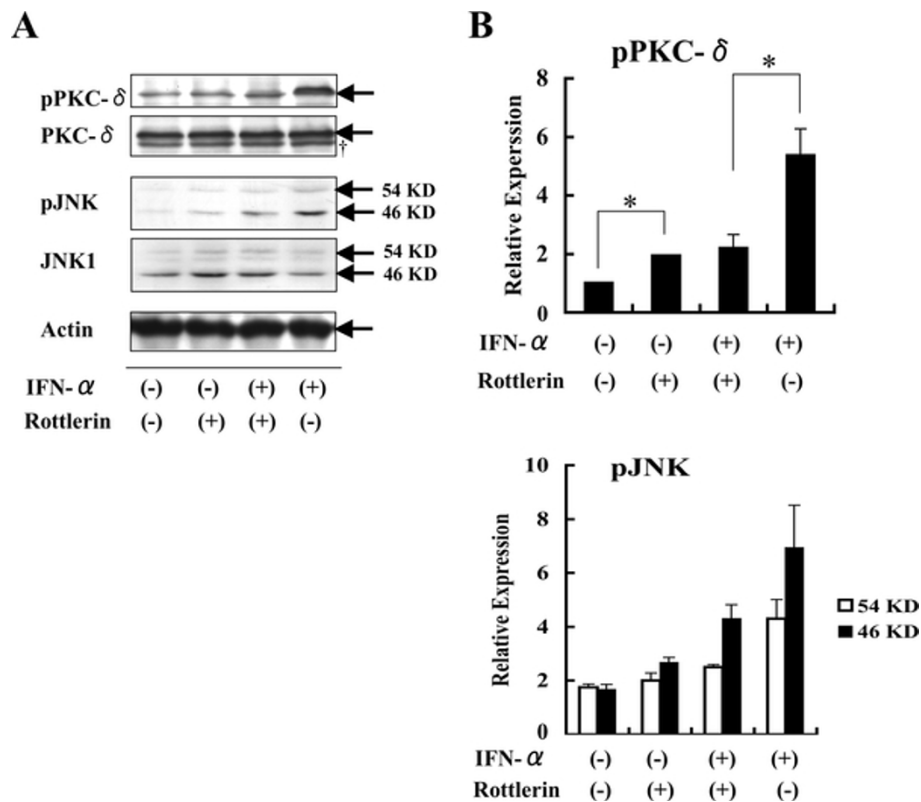 A
pPKC-δ
PKC-δ
†
pJNK
54 KD
46 KD
JNK1
54 KD
46 KD
Actin
IFN-α (-) (-) (+) (+)
Rottlerin (-) (+) (+) (-)
B
pPKC-δ
Relative Experssion
8
6
4
2
0
*
*
IFN-α (-) (-) (+) (+)
Rottlerin (-) (+) (+) (-)
pJNK
Relative Expression
10
8
6
4
2
0
54 KD
46 KD
IFN-α (-) (-) (+) (+)
Rottlerin (-) (+) (+) (-)